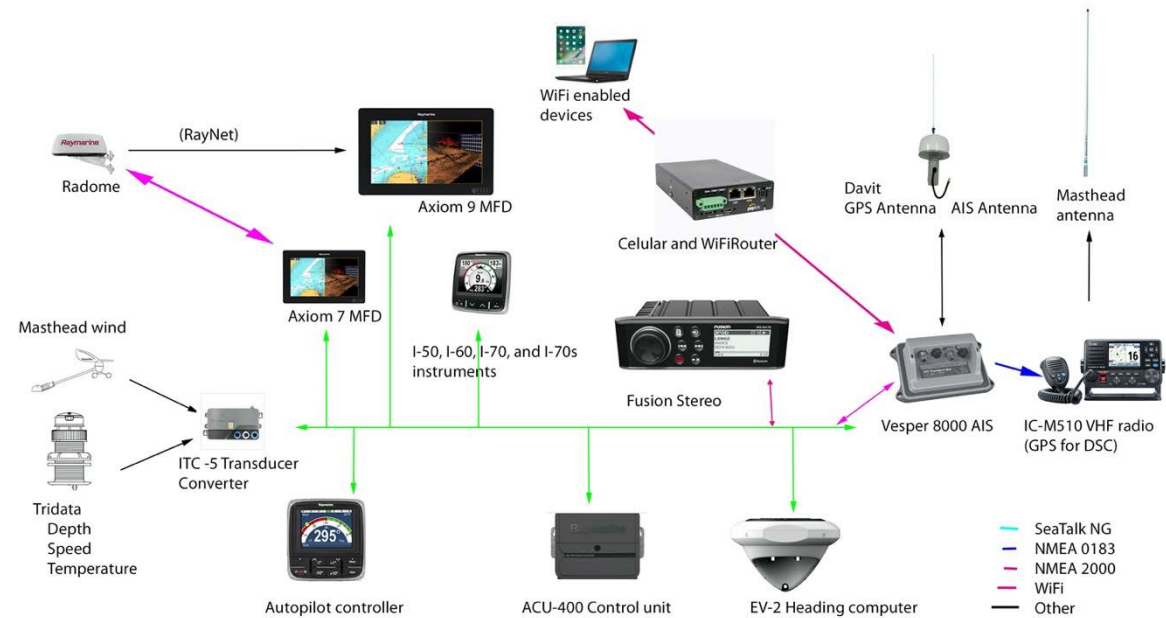 WiFi enabled
devices
(RayNet)
Raymarine
Radome
Axiom 9 MFD
Davit
GPS Antenna
AIS Antenna
Masthead
antenna
Celular and WiFiRouter
Axiom 7 MFD
Masthead wind
I-50, I-60, I-70, and I-70s
instruments
Fusion Stereo
16
Vesper 8000 AIS
IC-M510 VHF radio
(GPS for DSC)
ITC -5 Transducer
Converter
Tridata
Depth
Speed
Temperature
295°
Autopilot controller
ACU-400 Control unit
EV-2 Heading computer
SeaTalk NG
NMEA 0183
NMEA 2000
WiFi
Other